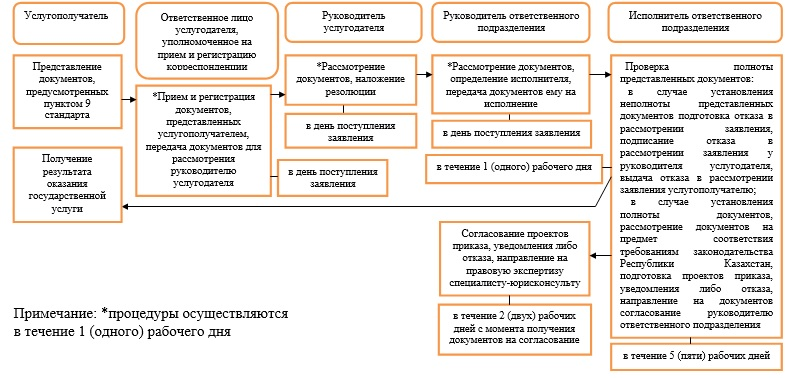 Услугополучатель
Ответственное лицо
услугодателя,
уполномоченное на
прием и регистрацию
корреспонденции
Руководитель
услугодателя
Руководитель ответственного
подразделения
Исполнитель ответственного
подразделения
Представление
документов,
предусмотренных
пунктом 9
стандарта
*Прием и регистрация
документов,
представленных
услугополучателем,
передача документов для
рассмотрения
руководителю
услугодателя
*Рассмотрение
документов, наложение
резолюции
*Рассмотрение документов,
определение исполнителя,
передача документов ему на
исполнение
Проверка полноты
представленных документов:
в случае установления
неполноты представленных
документов подготовка отказа в
рассмотрении заявления,
подписание отказа в
рассмотрении заявления у
руководителя услугодателя,
выдача отказа в рассмотрении
заявления услугополучателю;
в случае установления
полноты документов,
рассмотрение документов на
предмет соответствия
требованиям законодательства
Республики Казахстан,
подготовка проектов приказа,
уведомления либо отказа,
направление на документов
согласование руководителю
ответственного подразделения
в день поступления
заявления
в день поступления заявления
Получение
результата
оказания
государственной
услуги
в день поступления
заявления
в течение 1 (одного) рабочего дня
Согласование проектов
приказа, уведомления либо
отказа, направление на
правовую экспертизу
специалисту-юрисконсульту
в течение 2 (двух) рабочих
дней с момента получения
документов на согласование
в течение 5 (пяти) рабочих дней
Примечание: *процедуры осуществляются
в течение 1 (одного) рабочего дня